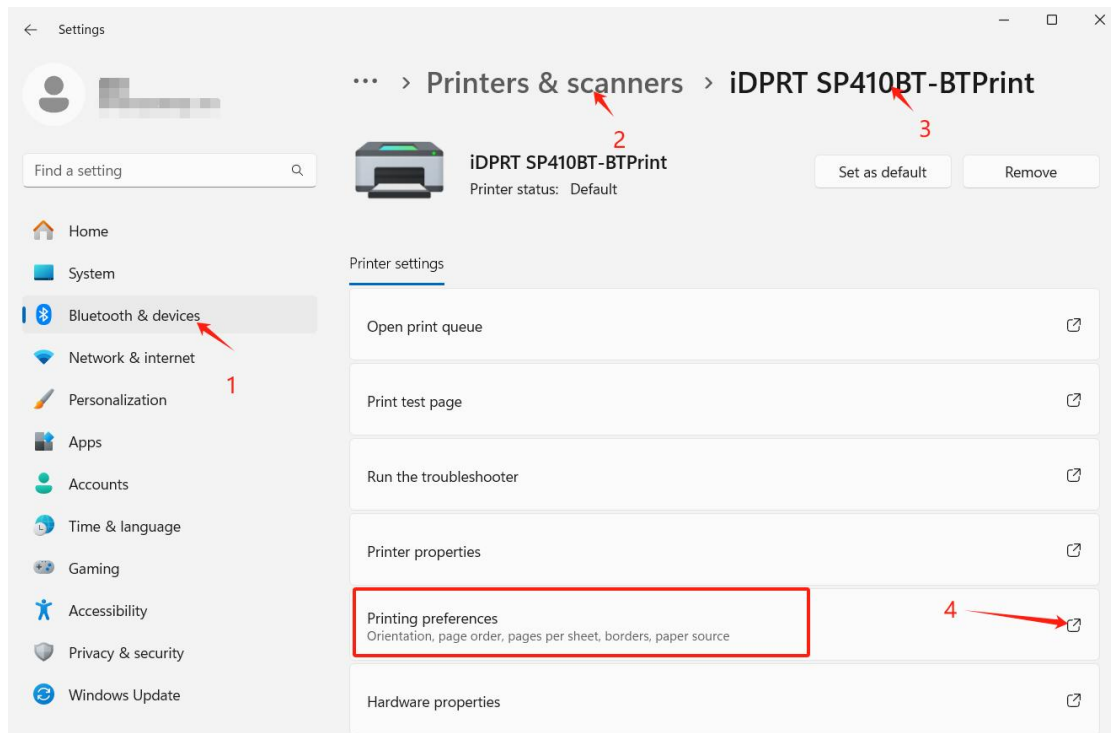 Settings
... > Printers & scanners > iDPRT SP410BT-BTPrint
2
3
iDPRT SP410BT-BTPrint
Printer status: Default
Set as default
Remove
Find a setting
Home
System
Bluetooth & devices
1
Network & internet
Personalization
Apps
Accounts
Time & language
Gaming
Accessibility
Privacy & security
Windows Update
Printer settings
Open print queue
Print test page
Run the troubleshooter
Printer properties
Printing preferences
Orientation, page order, pages per sheet, borders, paper source
4
Hardware properties